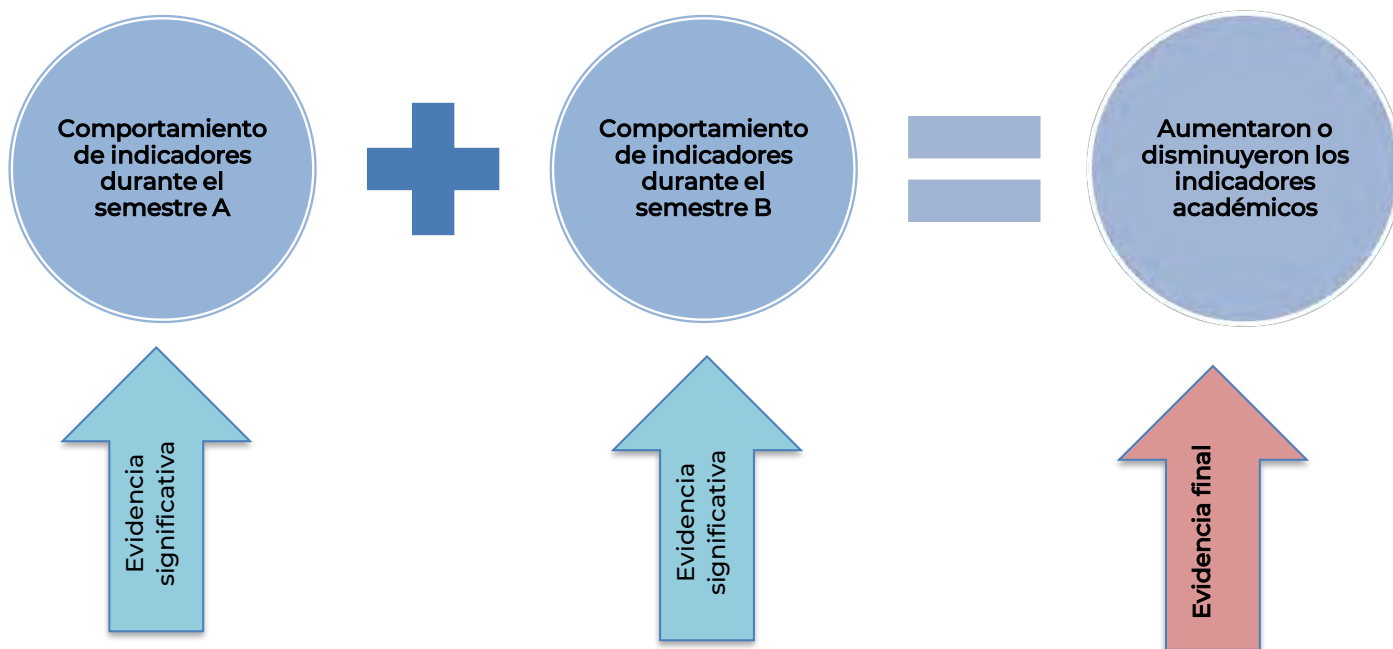 Comportamiento
de indicadores
durante el
semestre A
Comportamiento
de indicadores
durante el
semestre B
Aumentaron o
disminuyeron los
indicadores
académicos
Evidencia
significativa
Evidencia
significativa
Evidencia final